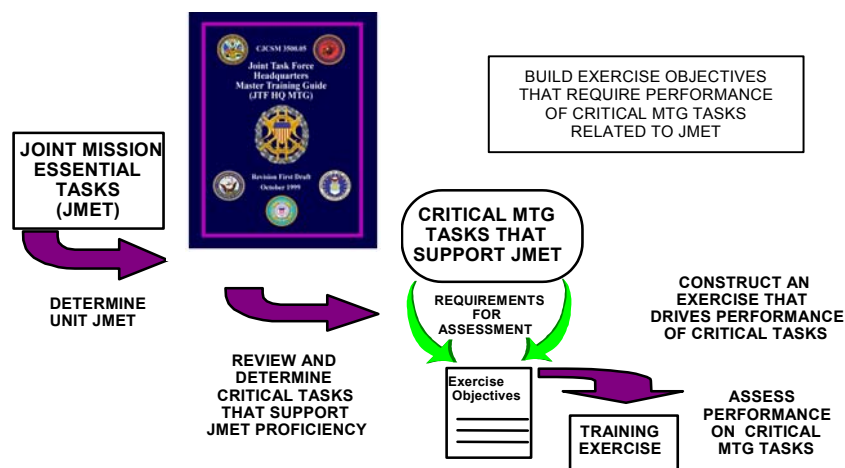 CJCSM 3500.05
Joint Task Force
Headquarters
Master Training Guide
(JTF HQ MTG)
Revision First Draft
October 1999
BUILD EXERCISE OBJECTIVES
THAT REQUIRE PERFORMANCE
OF CRITICAL MTG TASKS
RELATED TO JMET
JOINT MISSION
ESSENTIAL
TASKS
(JMET)
DETERMINE
UNIT JMET
REVIEW AND
DETERMINE
CRITICAL TASKS
THAT SUPPORT
JMET PROFICIENCY
CRITICAL MTG
TASKS THAT
SUPPORT JMET
REQUIREMENTS
FOR
ASSESSMENT
Exercise
Objectives
CONSTRUCT AN
EXERCISE THAT
DRIVES PERFORMANCE
OF CRITICAL TASKS
TRAINING
EXERCISE
ASSESS
PERFORMANCE
ON CRITICAL
MTG TASKS